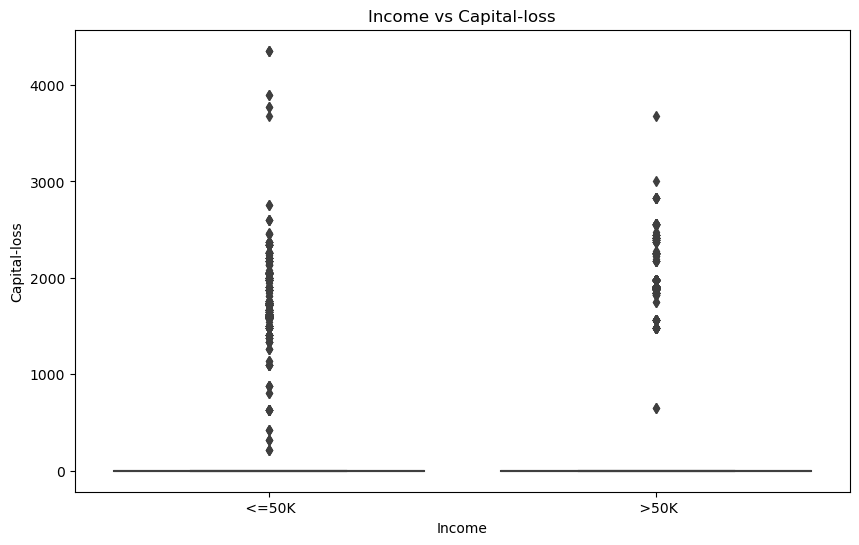 Income vs Capital-loss
4000
3000
2000
1000
0
Capital-loss
<=50K
>50K
Income